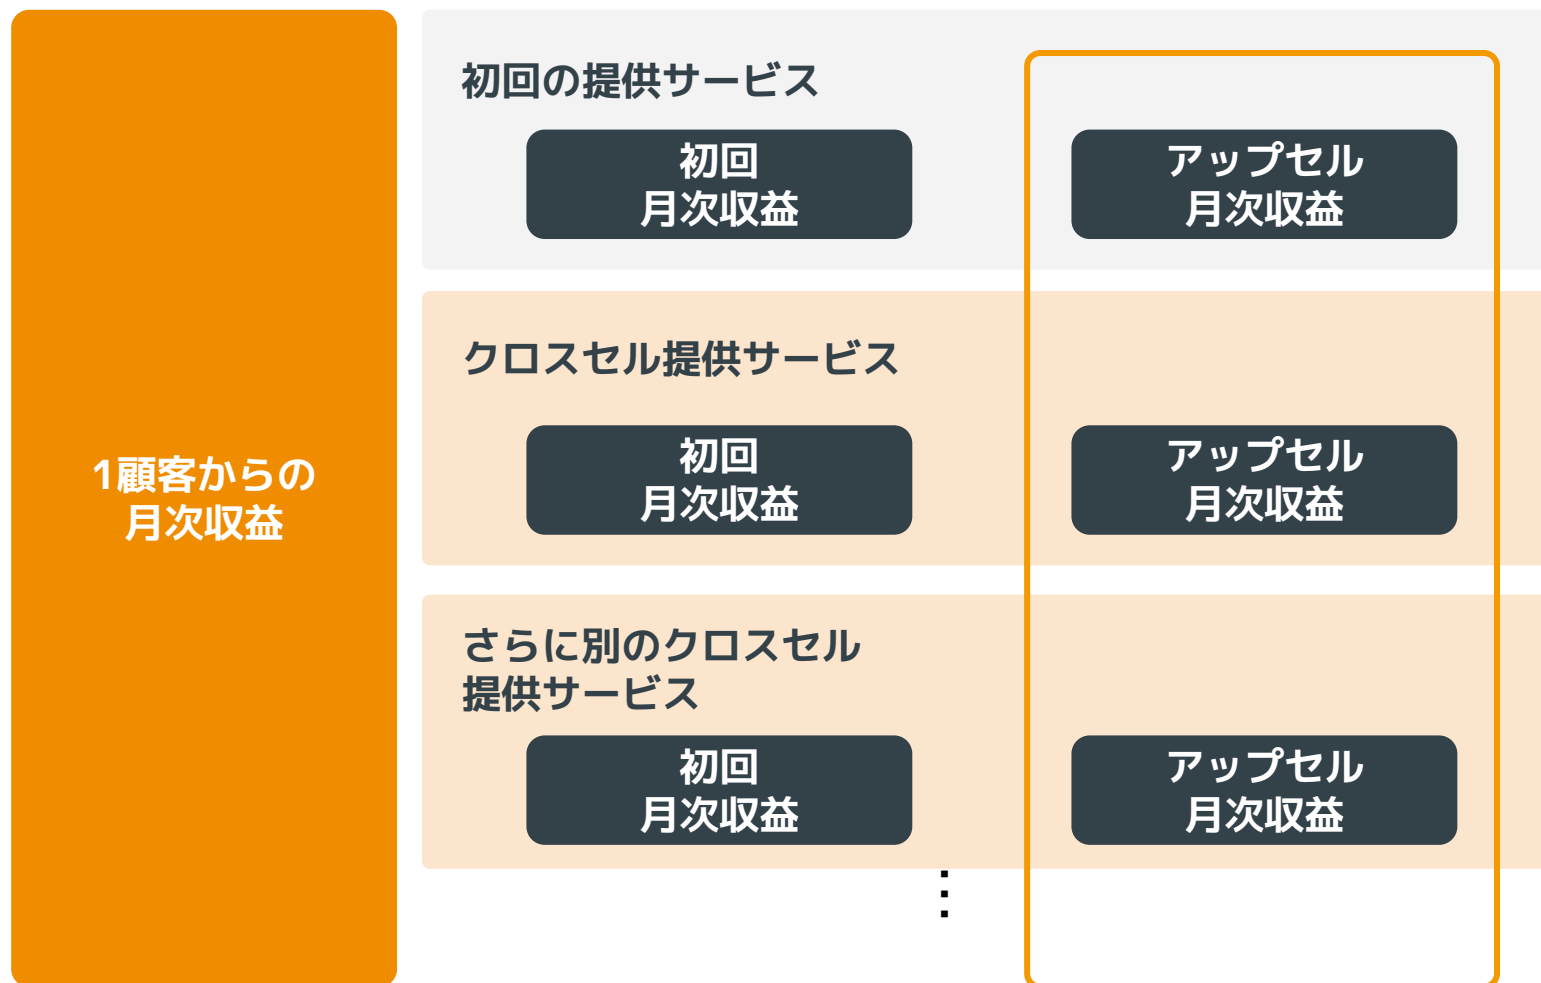 1顧客からの
月次収益
初回の提供サービス
初回
月次収益
アップセル
月次収益
クロスセル提供サービス
初回
月次収益
アップセル
月次収益
さらに別のクロスセル
提供サービス
初回
月次収益
アップセル
月次収益